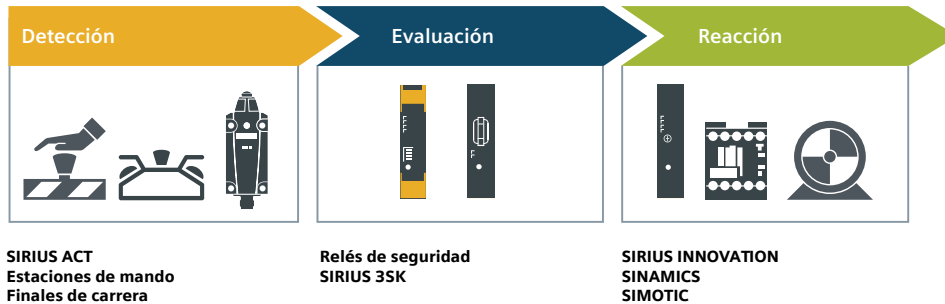 Detección
Evaluación
Reacción
SIRIUS ACT
Estaciones de mando
Finales de carrera
Relés de seguridad
SIRIUS 3SK
SIRIUS INNOVATION
SINAMICS
SIMOTIC